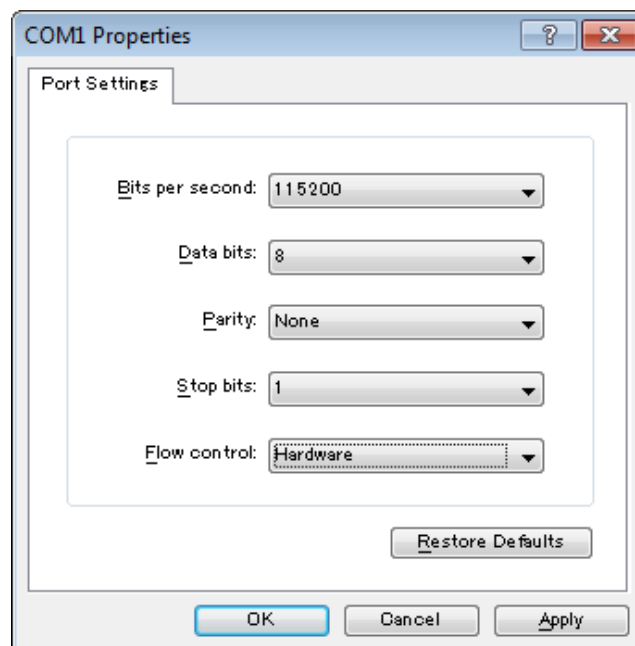 COM1 Properties
Port Settings
Bits per second: 115200
Data bits: 8
Parity: None
Stop bits: 1
Flow control: Hardware
Restore Defaults
OK Cancel Apply